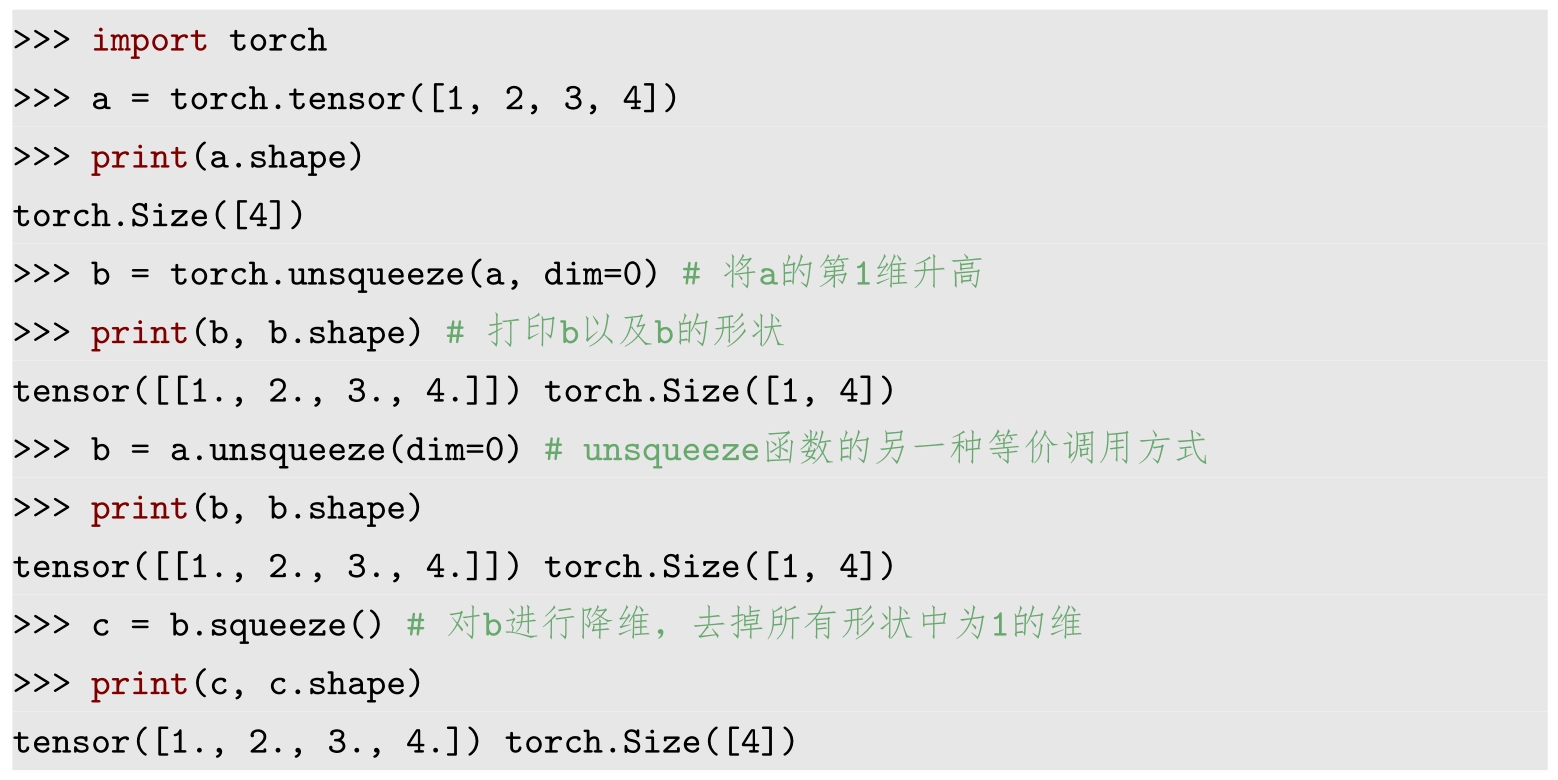 >>> import torch
>>> a = torch.tensor([1, 2, 3, 4])
>>> print(a.shape)
torch.Size([4])
>>> b = torch.unsqueeze(a, dim=0) # 将a的第1维升高
>>> print(b, b.shape) # 打印b以及b的形状
tensor([[1., 2., 3., 4.]]) torch.Size([1, 4])
>>> b = a.unsqueeze(dim=0) # unsqueeze函数的另一种等价调用方式
>>> print(b, b.shape)
tensor([[1., 2., 3., 4.]]) torch.Size([1, 4])
>>> c = b.squeeze() # 对b进行降维，去掉所有形状中为1的维
>>> print(c, c.shape)
tensor([1., 2., 3., 4.]) torch.Size([4])